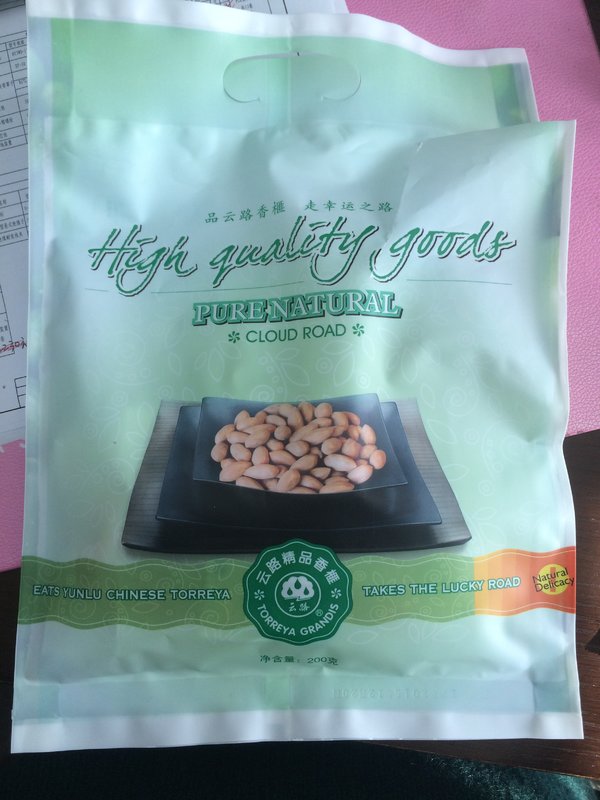 品云路香榧 走幸运之路
High quality goods
PURE NATURAL
CLOUD ROAD
云路精品香榧
云路®
TORREYA GRANDIS
EATS YUNLU CHINESE TORREYA
TAKES THE LUCKY ROAD
Natural
Delicacy
净含量：200克